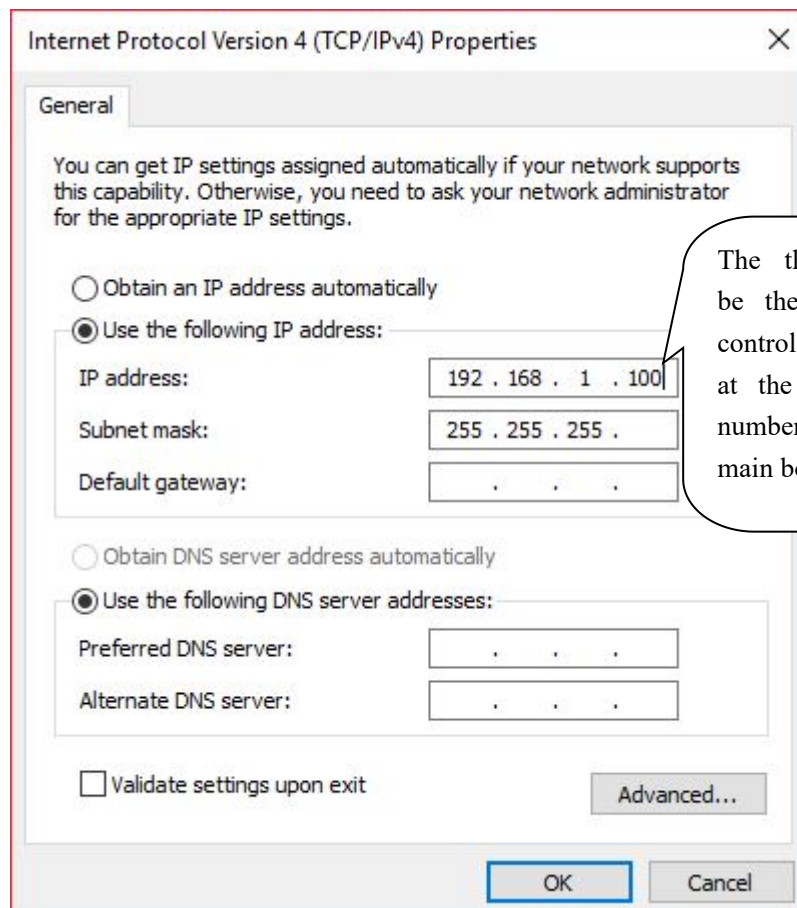 Internet Protocol Version 4 (TCP/IPv4) Properties
General
You can get IP settings assigned automatically if your network supports
this capability. Otherwise, you need to ask your network administrator
for the appropriate IP settings.
Obtain an IP address automatically
Use the following IP address:
IP address:
192 . 168 . 1 . 100
Subnet mask:
255 . 255 . 255 .
Default gateway:
. . .
Obtain DNS server address automatically
Use the following DNS server addresses:
Preferred DNS server:
. . .
Alternate DNS server:
. . .
Validate settings upon exit
Advanced...
OK
Cancel
The
be the
control
at the
number
main